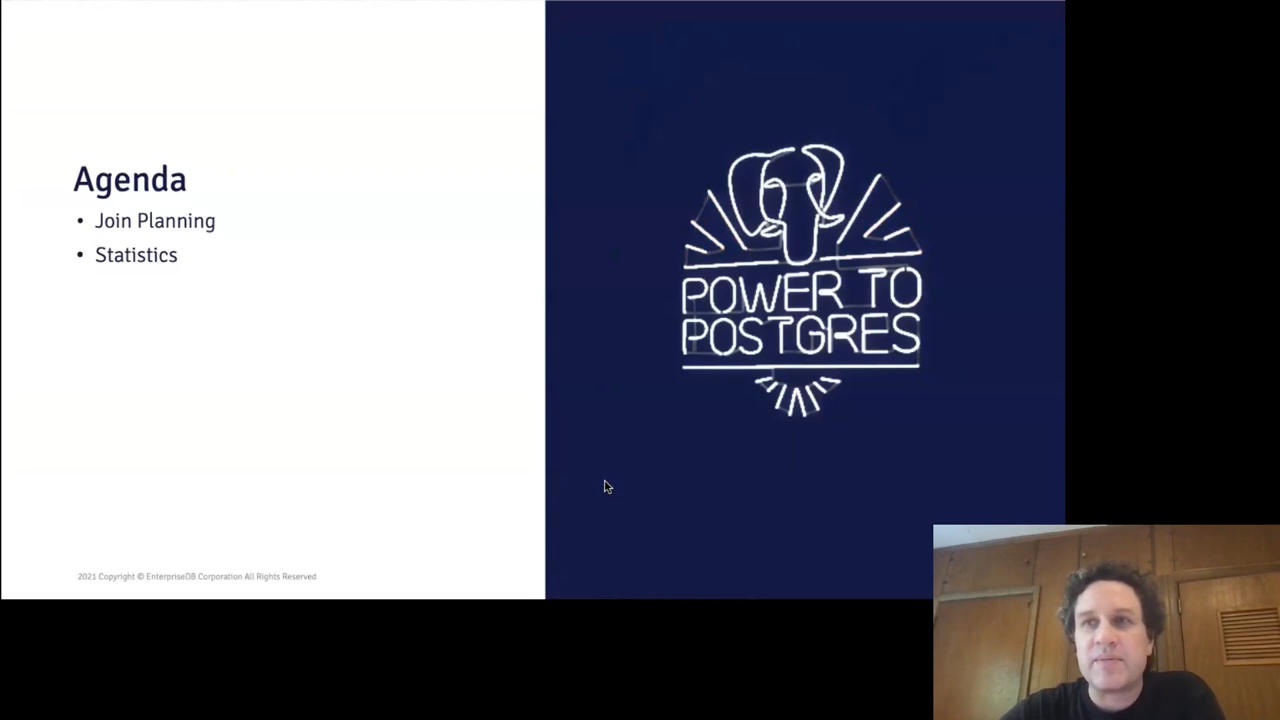 Agenda
• Join Planning
• Statistics
POWER TO
POSTGRES
2021 Copyright © EnterpriseDB Corporation All Rights Reserved